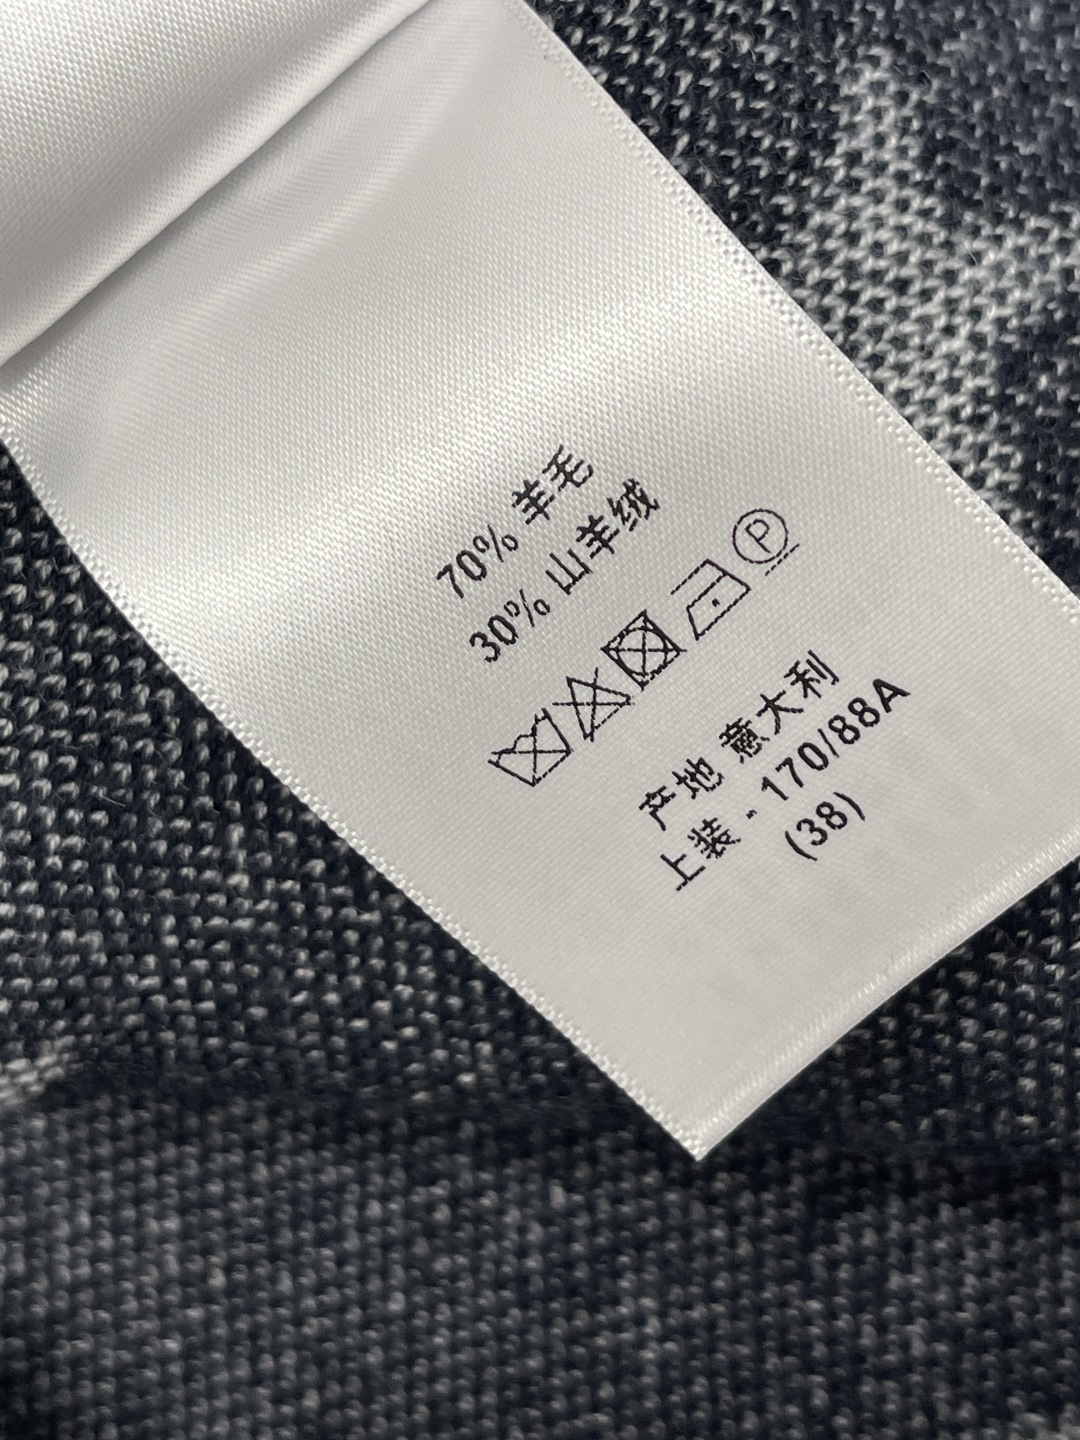 70% 羊毛
30% 山羊绒
P
产地 意大利
上装 - 170/88A
(38)